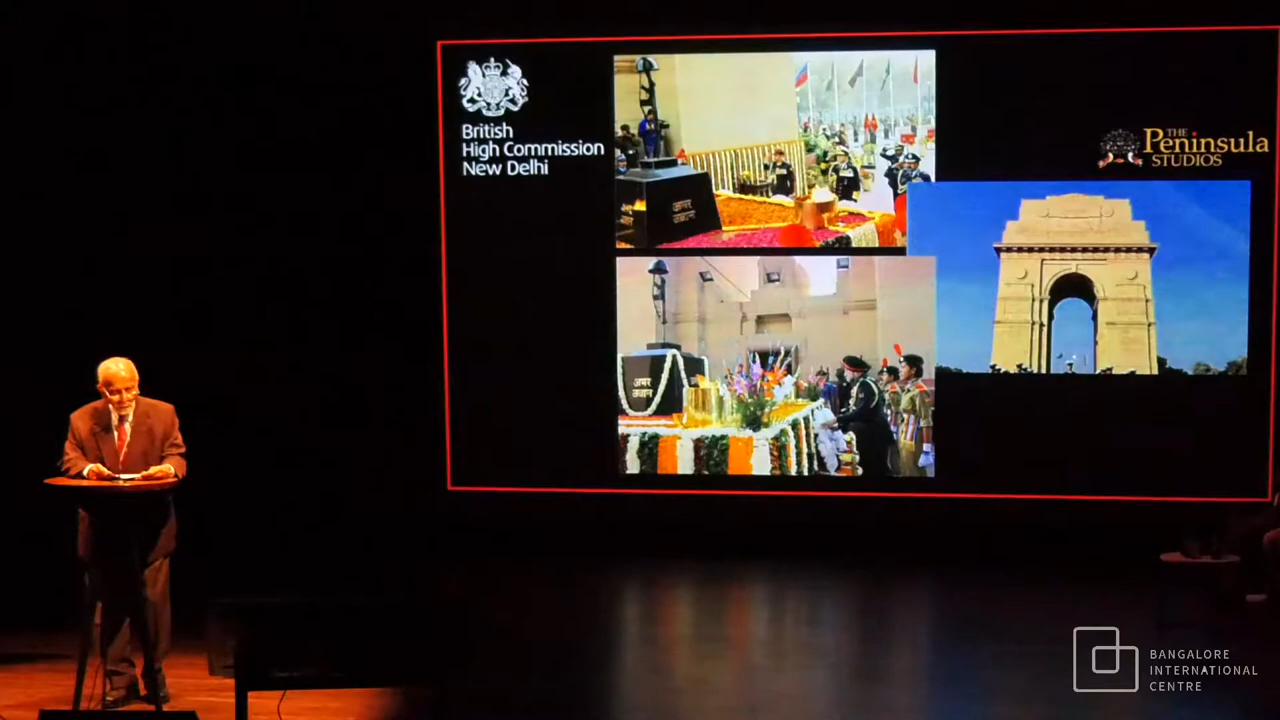 British
High Commission
New Delhi
THE
Peninsula
STUDIOS
अमर
जवान
अमर
जवान
BANGALORE
INTERNATIONAL
CENTRE